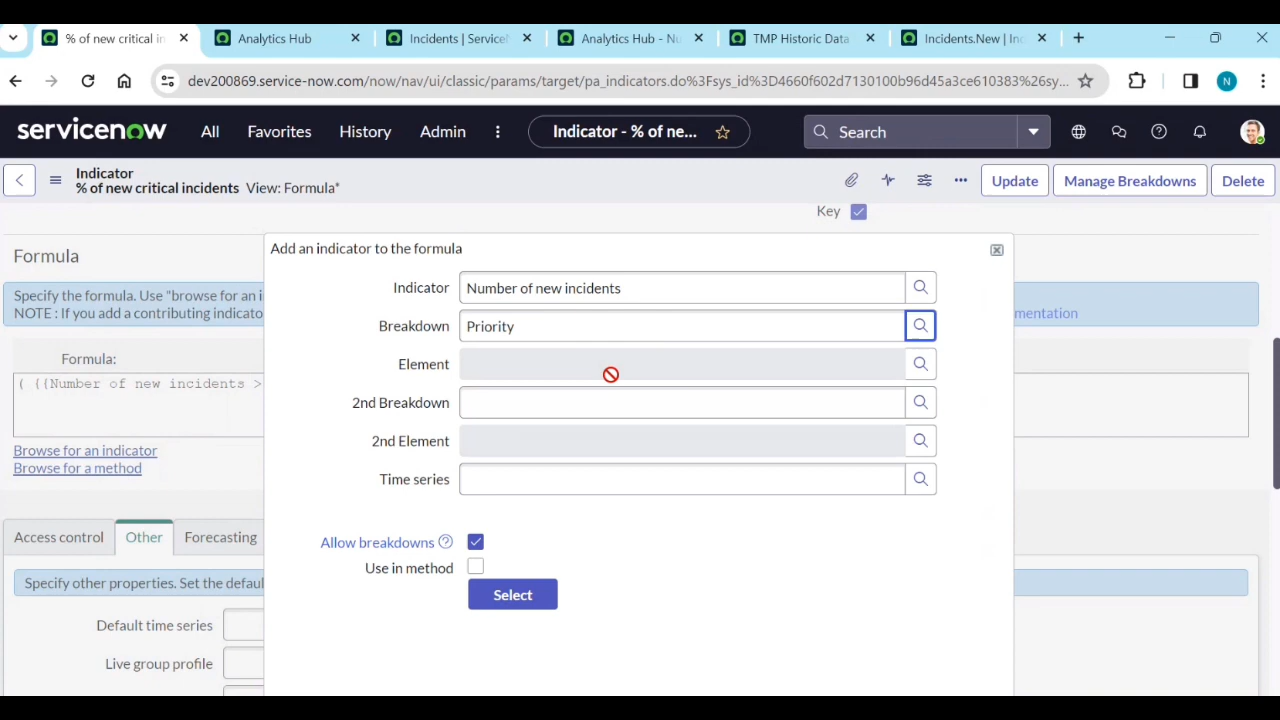 % of new critical in
Analytics Hub
Incidents | Service
Analytics Hub - Nu
TMP Historic Data
Incidents.New | Inc
dev200869.service-now.com/now/nav/ui/classic/params/target/pa_indicators.do%3Fsys_id%3D4660f602d7130100b96d45a3ce610383%26sy...
N
servicenow
All
Favorites
History
Admin
Indicator - % of ne...
Search
Indicator
% of new critical incidents View: Formula*
Update
Manage Breakdowns
Delete
Key
Formula
Add an indicator to the formula
Specify the formula. Use "browse for an i
NOTE : If you add a contributing indicato
mentation
Indicator
Number of new incidents
Breakdown
Priority
Formula:
Element
( ((Number of new incidents >
2nd Breakdown
2nd Element
Browse for an indicator
Browse for a method
Time series
Access control
Other
Forecasting
Allow breakdowns
Use in method
Specify other properties. Set the defaul
Select
Default time series
Live group profile